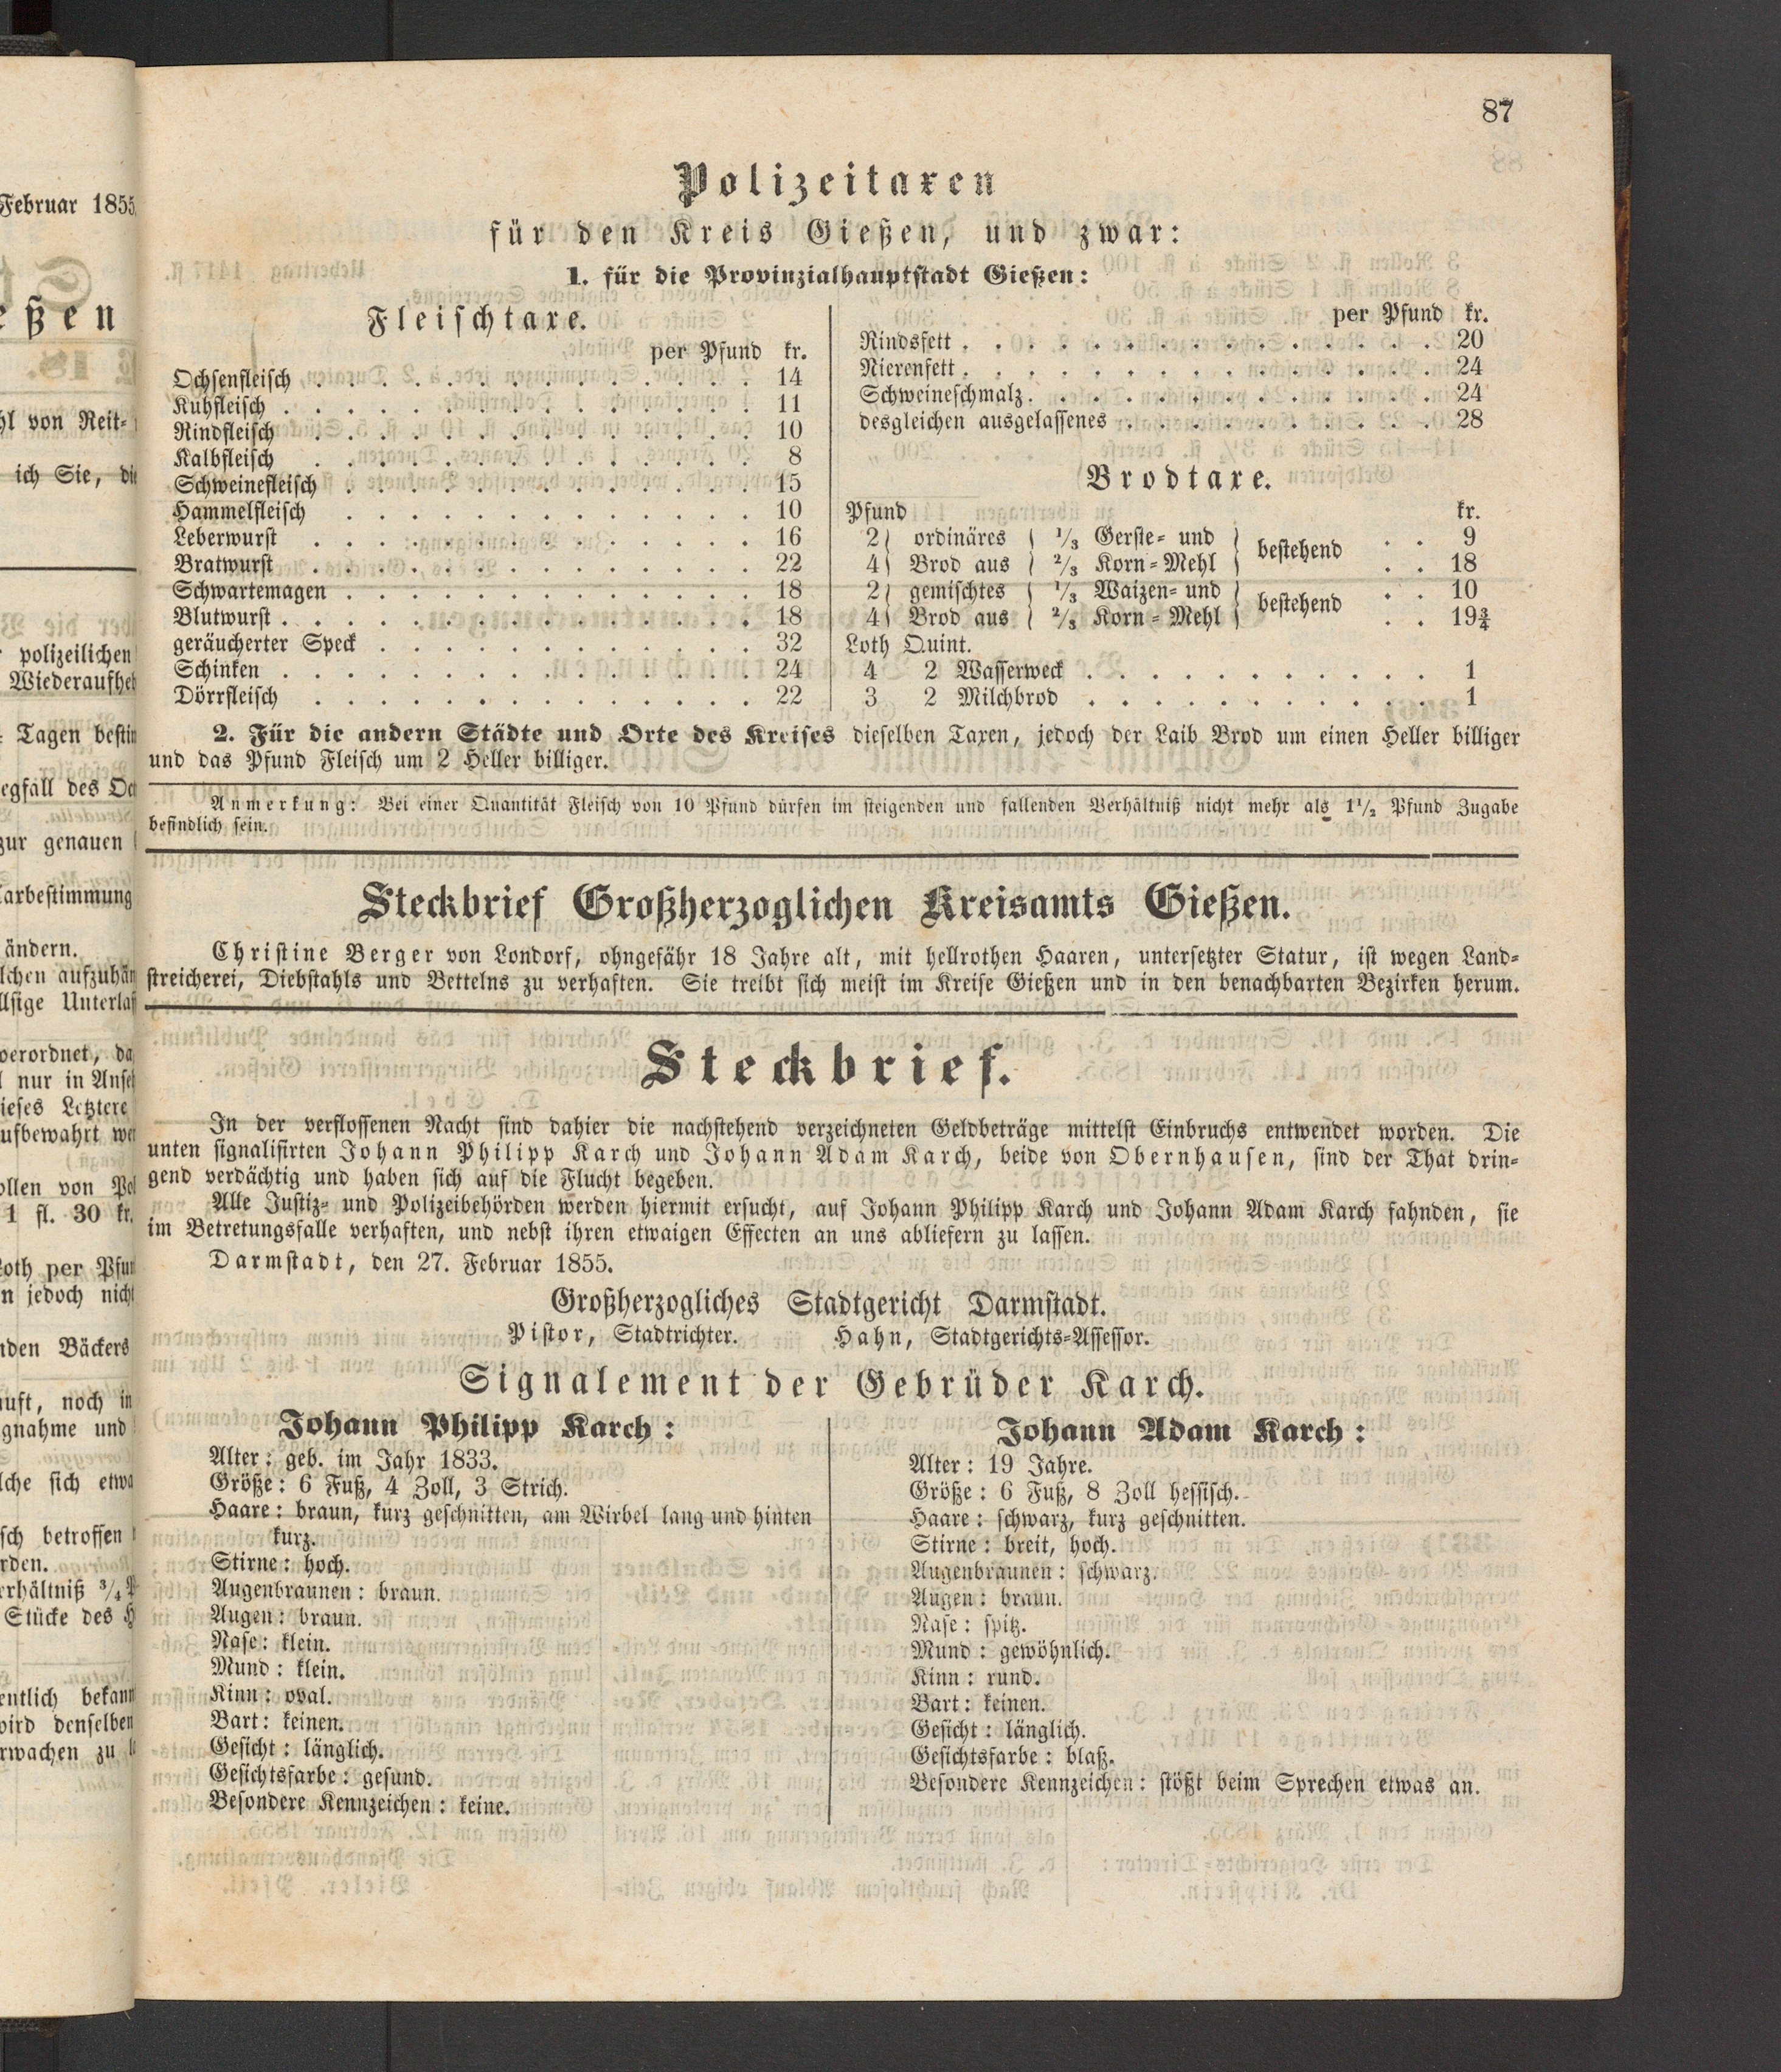 87
Polizeitaxen
für den Kreis Gießen, und zwar:
1. für die Provinzialhauptstadt Gießen:
Fleischtaxe.
per Pfund kr.
Ochsenfleisch . . . . . . . . . . . . . . 14
Kuhfleisch . . . . . . . . . . . . . . . 11
Rindfleisch . . . . . . . . . . . . . . 10
Kalbfleisch . . . . . . . . . . . . . . 8
Schweinefleisch . . . . . . . . . . . . . 15
Hammelfleisch . . . . . . . . . . . . . 10
Leberwurst . . . . . . . . . . . . . . 16
Bratwurst . . . . . . . . . . . . . . 22
Schwartemagen . . . . . . . . . . . . . 18
Blutwurst . . . . . . . . . . . . . . . 18
geräucherter Speck . . . . . . . . . . . . 32
Schinken . . . . . . . . . . . . . . . 24
Dörrfleisch . . . . . . . . . . . . . . 22
per Pfund kr.
Rindsfett . . . . . . . . . . . . . . . 20
Nierenfett . . . . . . . . . . . . . . . 24
Schweineschmalz . . . . . . . . . . . . . 24
desgleichen ausgelassenes . . . . . . . . . . 28
Brodtaxe.
Pfund kr.
2} ordinäres { 1/3 Gerste- und } bestehend . . 9
4} Brod aus { 2/3 Korn-Mehl } . . 18
2} gemischtes { 1/3 Waizen- und } bestehend . . 10
4} Brod aus { 2/3 Korn-Mehl } . . 19¾
Loth Quint.
4 2 Wasserweck . . . . . . . . . . . 1
3 2 Milchbrod . . . . . . . . . . . 1
2. Für die andern Städte und Orte des Kreises dieselben Taxen, jedoch der Laib Brod um einen Heller billiger
und das Pfund Fleisch um 2 Heller billiger.
Anmerkung: Bei einer Quantität Fleisch von 10 Pfund dürfen im steigenden und fallenden Verhältniß nicht mehr als 1 1/2 Pfund Zugabe
befindlich sein.
Steckbrief Großherzoglichen Kreisamts Gießen.
Christine Berger von Londorf, ohngefähr 18 Jahre alt, mit hellrothen Haaren, untersetzter Statur, ist wegen Land-
streicherei, Diebstahls und Bettelns zu verhaften. Sie treibt sich meist im Kreise Gießen und in den benachbarten Bezirken herum.
Steckbrief.
In der verflossenen Nacht sind dahier die nachstehend verzeichneten Geldbeträge mittelst Einbruchs entwendet worden. Die
unten signalisirten Johann Philipp Karch und Johann Adam Karch, beide von Obernhausen, sind der That drin-
gend verdächtig und haben sich auf die Flucht begeben.
Alle Justiz- und Polizeibehörden werden hiermit ersucht, auf Johann Philipp Karch und Johann Adam Karch fahnden, sie
im Betretungsfalle verhaften, und nebst ihren etwaigen Effecten an uns abliefern zu lassen.
Darmstadt, den 27. Februar 1855.
Großherzogliches Stadtgericht Darmstadt.
Pistor, Stadtrichter. Hahn, Stadtgerichts-Assessor.
Signalement der Gebrüder Karch.
Johann Philipp Karch:
Alter: geb. im Jahr 1833.
Größe: 6 Fuß, 4 Zoll, 3 Strich.
Haare: braun, kurz geschnitten, am Wirbel lang und hinten
kurz.
Stirne: hoch.
Augenbraunen: braun.
Augen: braun.
Nase: klein.
Mund: klein.
Kinn: oval.
Bart: keinen.
Gesicht: länglich.
Gesichtsfarbe: gesund.
Besondere Kennzeichen: keine.
Johann Adam Karch:
Alter: 19 Jahre.
Größe: 6 Fuß, 8 Zoll hessisch.
Haare: schwarz, kurz geschnitten.
Stirne: breit, hoch.
Augenbraunen: schwarz.
Augen: braun.
Nase: spitz.
Mund: gewöhnlich.
Kinn: rund.
Bart: keinen.
Gesicht: länglich.
Gesichtsfarbe: blaß.
Besondere Kennzeichen: stößt beim Sprechen etwas an.